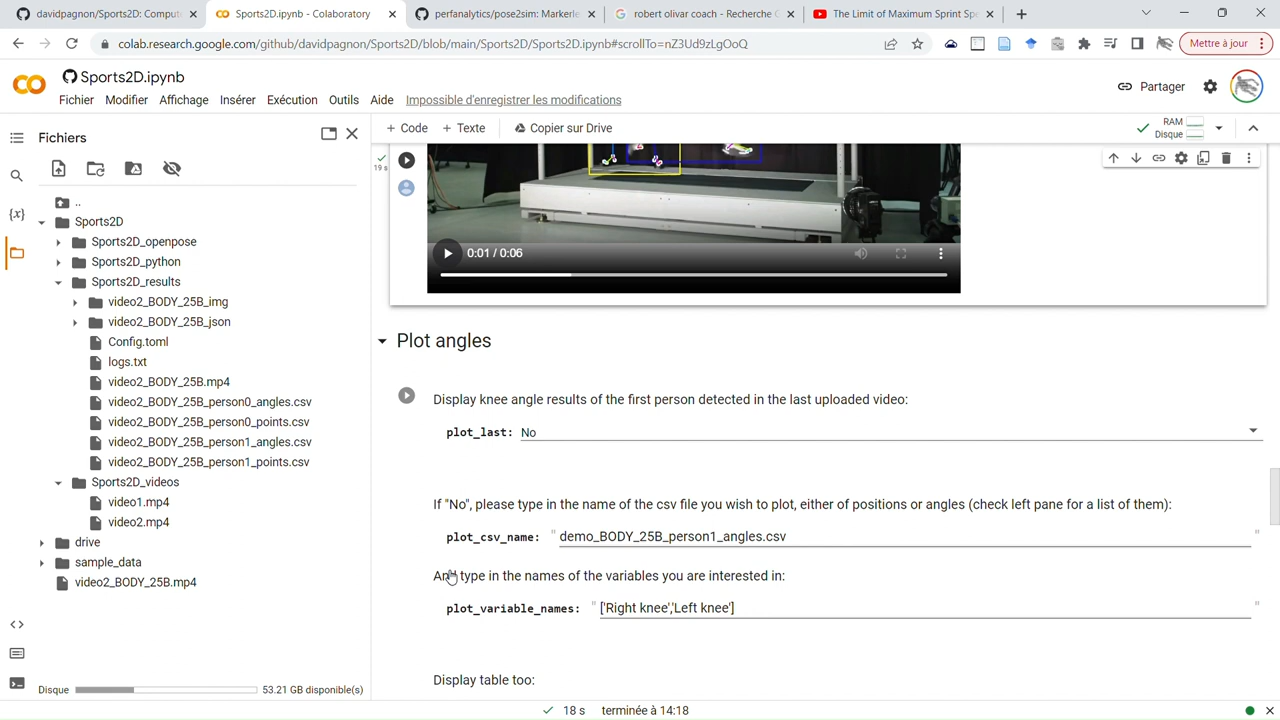 davidpagnon/Sports2D: Comput
Sports2D.ipynb - Colaboratory
perfanalytics/pose2sim: Markerle
robert olivar coach - Recherche G
The Limit of Maximum Sprint Spe
colab.research.google.com/github/davidpagnon/Sports2D/blob/main/Sports2D/Sports2D.ipynb#scrollTo=nZ3Ud9zLgOoQ
Mettre à jour
Sports2D.ipynb
Fichier Modifier Affichage Insérer Exécution Outils Aide Impossible d'enregistrer les modifications
Partager
Fichiers
+ Code + Texte Copier sur Drive
RAM
Disque
19 s
..
Sports2D
Sports2D_openpose
Sports2D_python
Sports2D_results
video2_BODY_25B_img
video2_BODY_25B_json
Config.toml
logs.txt
video2_BODY_25B.mp4
video2_BODY_25B_person0_angles.csv
video2_BODY_25B_person0_points.csv
video2_BODY_25B_person1_angles.csv
video2_BODY_25B_person1_points.csv
Sports2D_videos
video1.mp4
video2.mp4
drive
sample_data
video2_BODY_25B.mp4
Disque 53.21 GB disponible(s)
0:01 / 0:06
Plot angles
Display knee angle results of the first person detected in the last uploaded video:
plot_last: No
If "No", please type in the name of the csv file you wish to plot, either of positions or angles (check left pane for a list of them):
plot_csv_name: " demo_BODY_25B_person1_angles.csv "
And type in the names of the variables you are interested in:
plot_variable_names: " ['Right knee','Left knee'] "
Display table too:
18 s terminée à 14:18